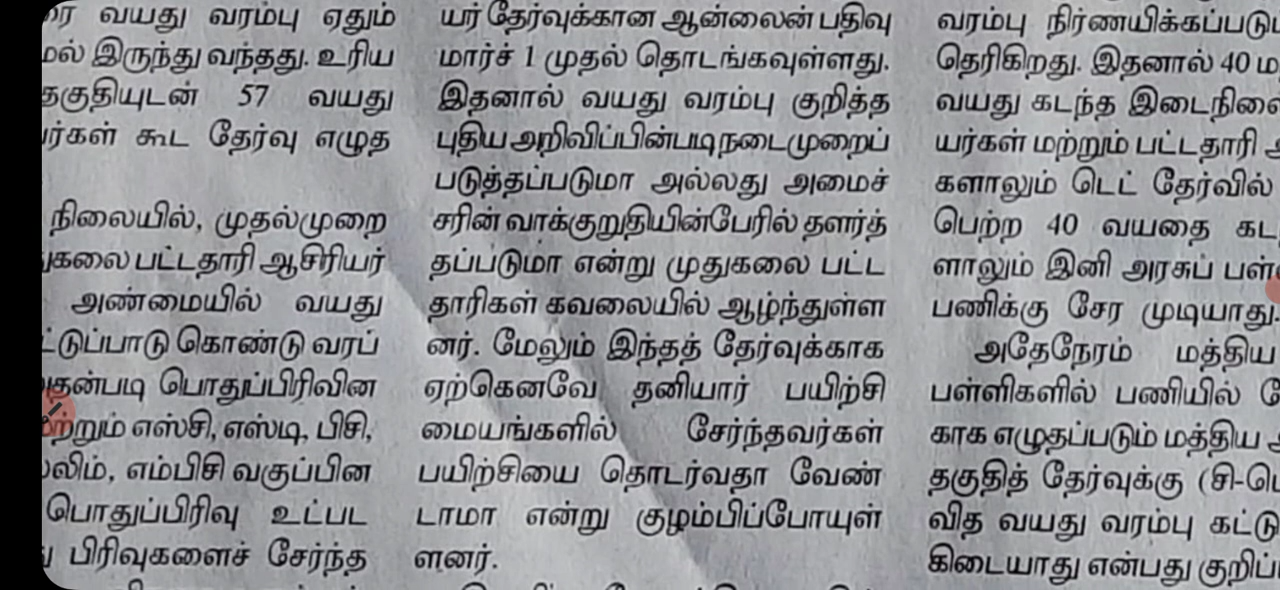 வயது வரம்பு ஏதும்
இருந்து வந்தது. உரிய
தகுதியுடன் 57 வயது
கூட தேர்வு எழுத
நிலையில், முதல்முறை
பட்டதாரி ஆசிரியர்
அண்மையில் வயது
கொண்டு வரப்
பொதுப்பிரிவின
எஸ்சி, எஸ்டி, பிசி,
எம்பிசி வகுப்பின
பொதுப்பிரிவு உட்பட
பிரிவுகளைச் சேர்ந்த
யர் தேர்வுக்கான ஆன்லைன் பதிவு
மார்ச் 1 முதல் தொடங்கவுள்ளது.
இதனால் வயது வரம்பு குறித்த
புதிய அறிவிப்பின்படி நடைமுறைப்
படுத்தப்படுமா அல்லது அமைச்
சரின் வாக்குறுதியின்பேரில் தளர்த்
தப்படுமா என்று முதுகலை பட்ட
தாரிகள் கவலையில் ஆழ்ந்துள்ள
னர். மேலும் இந்தத் தேர்வுக்காக
ஏற்கெனவே தனியார் பயிற்சி
மையங்களில் சேர்ந்தவர்கள்
பயிற்சியை தொடர்வதா வேண்
டாமா என்று குழம்பிப்போயுள்
ளனர்.
வரம்பு
தெரிகிறது. இதனால் 40
வயது கடந்த
யர்கள் மற்றும் பட்டதாரி
களாலும் டெட் தேர்வில்
பெற்ற 40 வயதை
ளாலும் இனி அரசுப்
பணிக்கு சேர முடியாது.
அதேநேரம் மத்திய
பள்ளிகளில் பணியில்
காக எழுதப்படும் மத்திய
தகுதித் தேர்வுக்கு
வித வயது வரம்பு
கிடையாது என்பது